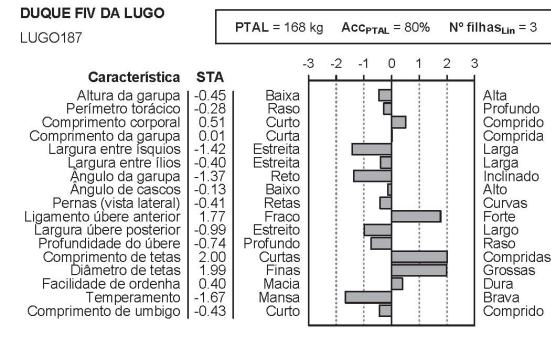 DUQUE FIV DA LUGO
LUGO187
PTAL = 168 kg AccPTAL = 80% Nº filhasLin = 3
-3 -2 -1 0 1 2 3
Característica STA
Altura da garupa -0.45 Baixa Alta
Perímetro torácico -0.28 Raso Profundo
Comprimento corporal 0.51 Curto Comprido
Comprimento da garupa 0.01 Curta Comprida
Largura entre ísquios -1.42 Estreita Larga
Largura entre ílios -0.40 Estreita Larga
Ângulo da garupa -1.37 Reto Inclinado
Ângulo de cascos -0.13 Baixo Alto
Pernas (vista lateral) -0.41 Retas Curvas
Ligamento úbere anterior 1.77 Fraco Forte
Largura úbere posterior -0.99 Estreito Largo
Profundidade do úbere -0.74 Profundo Raso
Comprimento de tetas 2.00 Curtas Compridas
Diâmetro de tetas 1.99 Finas Grossas
Facilidade de ordenha 0.40 Macia Dura
Temperamento -1.67 Mansa Brava
Comprimento de umbigo -0.43 Curto Comprido